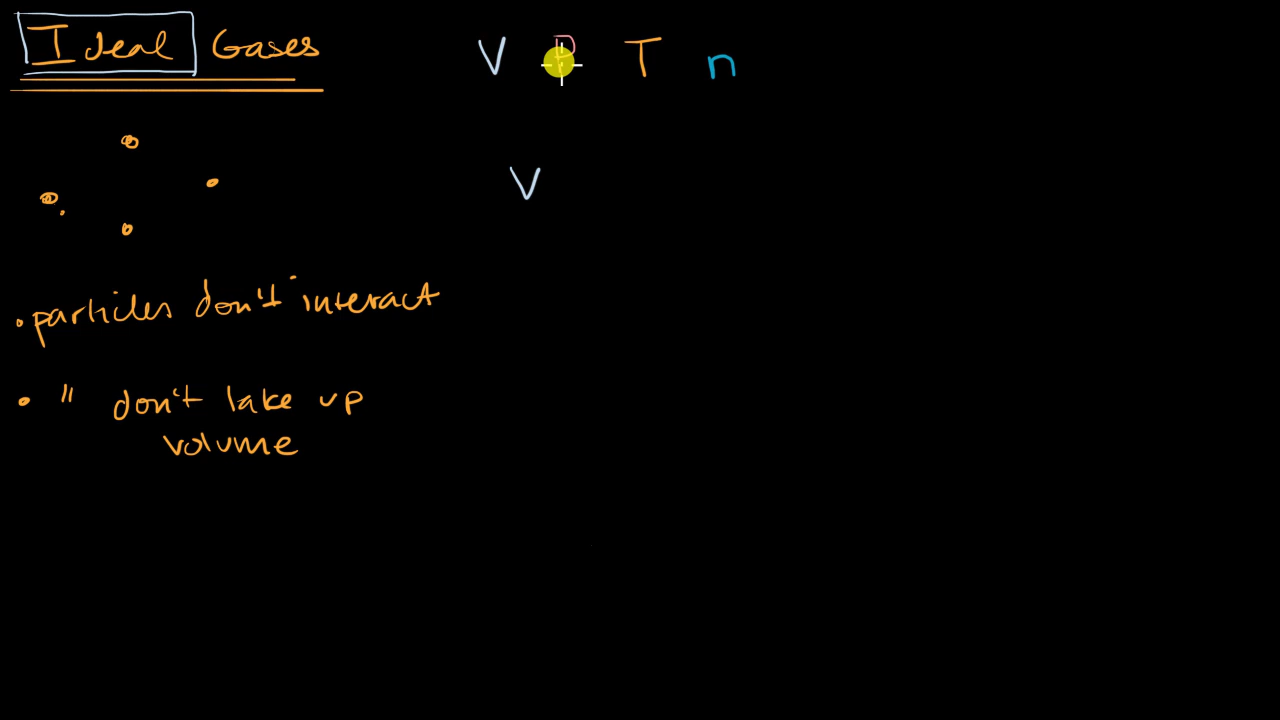 Ideal Gases
V P T n
V
• particles don't interact
• " don't take up
volume